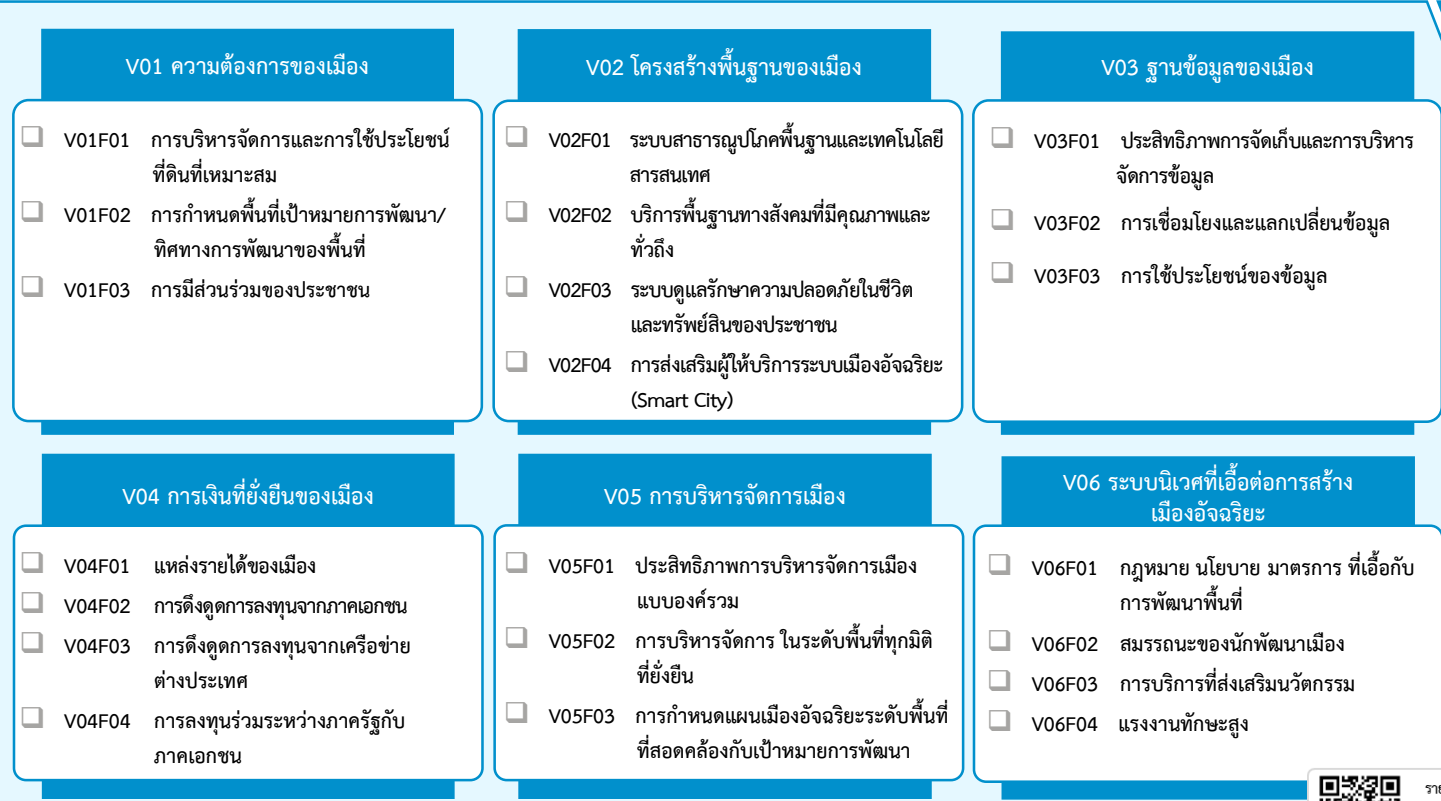 V01 ความต้องการของเมือง
V01F01 การบริหารจัดการและการใช้ประโยชน์
ที่ดินที่เหมาะสม
V01F02 การกำหนดพื้นที่เป้าหมายการพัฒนา/
ทิศทางการพัฒนาของพื้นที่
V01F03 การมีส่วนร่วมของประชาชน
V02 โครงสร้างพื้นฐานของเมือง
V02F01 ระบบสาธารณูปโภคพื้นฐานและเทคโนโลยี
สารสนเทศ
V02F02 บริการพื้นฐานทางสังคมที่มีคุณภาพและ
ทั่วถึง
V02F03 ระบบดูแลรักษาความปลอดภัยในชีวิต
และทรัพย์สินของประชาชน
V02F04 การส่งเสริมผู้ให้บริการระบบเมืองอัจฉริยะ
(Smart City)
V03 ฐานข้อมูลของเมือง
V03F01 ประสิทธิภาพการจัดเก็บและการบริหาร
จัดการข้อมูล
V03F02 การเชื่อมโยงและแลกเปลี่ยนข้อมูล
V03F03 การใช้ประโยชน์ของข้อมูล
V04 การเงินที่ยั่งยืนของเมือง
V04F01 แหล่งรายได้ของเมือง
V04F02 การดึงดูดการลงทุนจากภาคเอกชน
V04F03 การดึงดูดการลงทุนจากเครือข่าย
ต่างประเทศ
V04F04 การลงทุนร่วมระหว่างภาครัฐกับ
ภาคเอกชน
V05 การบริหารจัดการเมือง
V05F01 ประสิทธิภาพการบริหารจัดการเมือง
แบบองค์รวม
V05F02 การบริหารจัดการ ในระดับพื้นที่ทุกมิติ
ที่ยั่งยืน
V05F03 การกำหนดแผนเมืองอัจฉริยะระดับพื้นที่
ที่สอดคล้องกับเป้าหมายการพัฒนา
V06 ระบบนิเวศที่เอื้อต่อการสร้าง
เมืองอัจฉริยะ
V06F01 กฎหมาย นโยบาย มาตรการ ที่เอื้อกับ
การพัฒนาพื้นที่
V06F02 สมรรถนะของนักพัฒนาเมือง
V06F03 การบริการที่ส่งเสริมนวัตกรรม
V06F04 แรงงานทักษะสูง